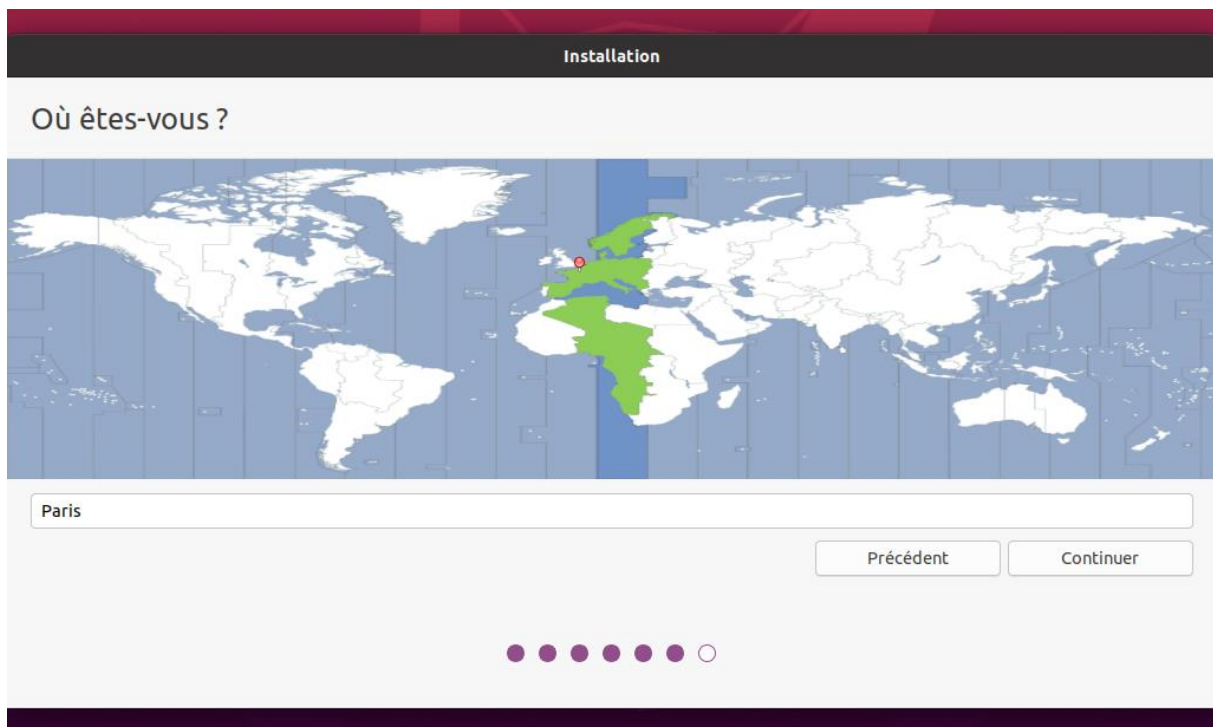 Installation
Où êtes-vous ?
Paris
Précédent
Continuer